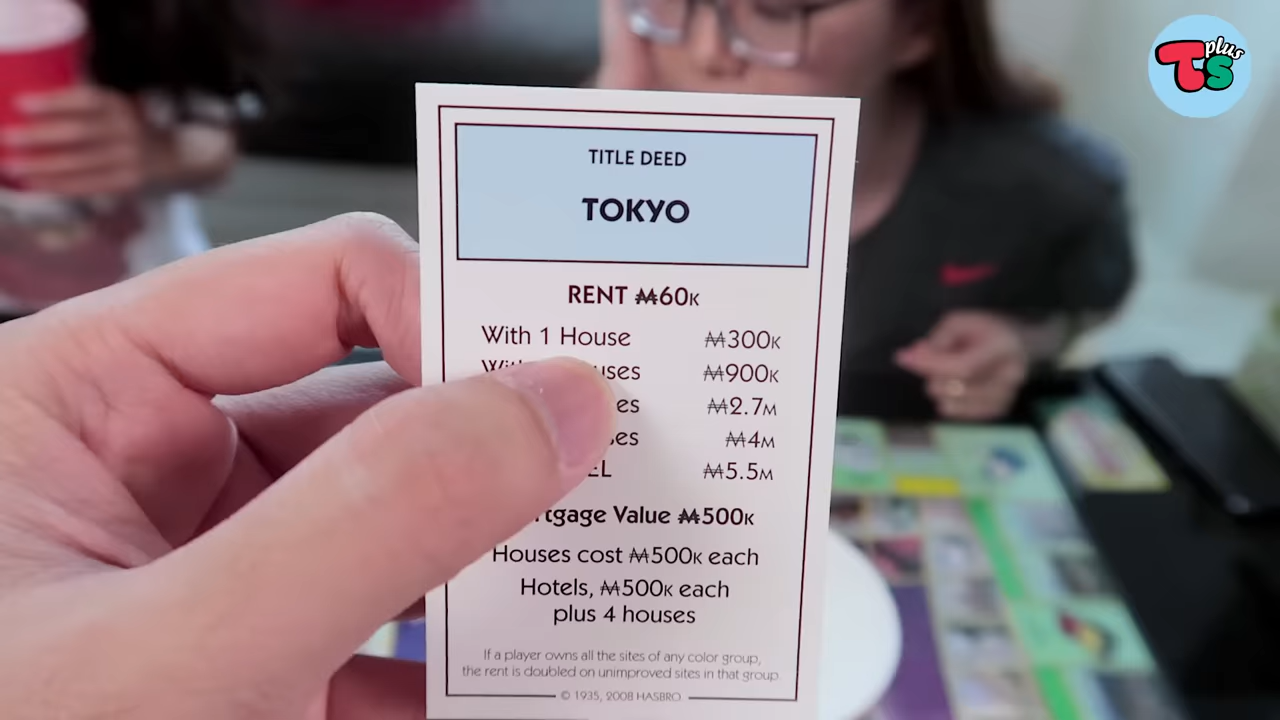 TITLE DEED
TOKYO
RENT ₩60K
With 1 House ₩300K
₩900K
₩2.7M
₩4M
₩5.5M
Value ₩500K
Houses cost ₩500K each
Hotels, ₩500K each
plus 4 houses
If a player owns all the sites of any color group,
the rent is doubled on unimproved sites in that group.
© 1935, 2008 HASBRO.
TS plus